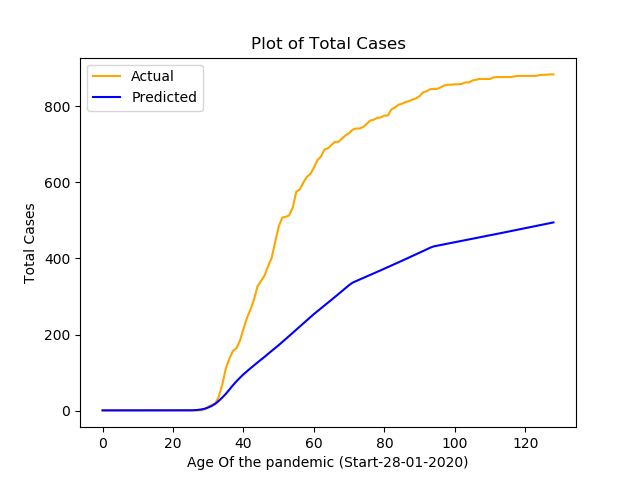 Plot of Total Cases
Actual
Predicted
800
600
400
200
0
Total Cases
0 20 40 60 80 100 120
Age Of the pandemic (Start-28-01-2020)